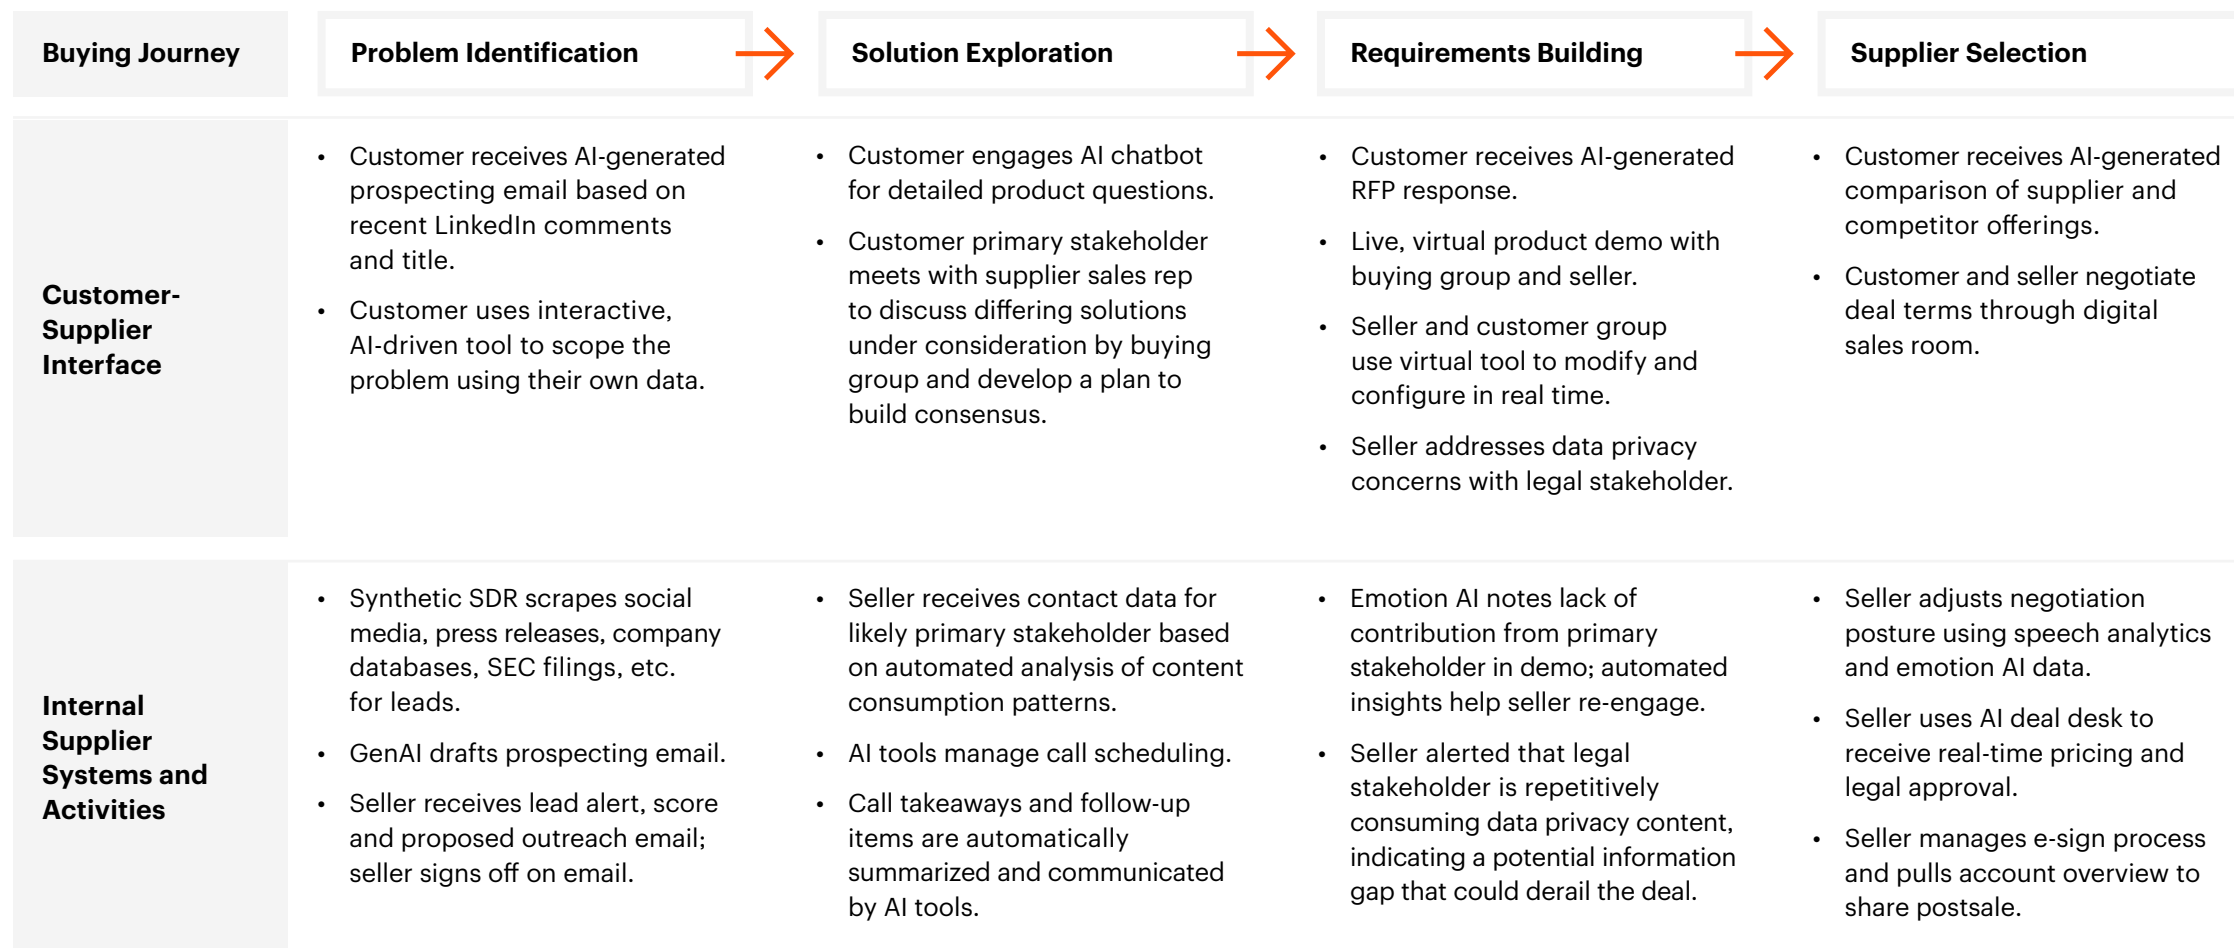 Buying Journey
Problem Identification
Solution Exploration
Requirements Building
Supplier Selection
Customer-
Supplier
Interface
• Customer receives AI-generated
prospecting email based on
recent LinkedIn comments
and title.
• Customer uses interactive,
AI-driven tool to scope the
problem using their own data.
• Customer engages AI chatbot
for detailed product questions.
• Customer primary stakeholder
meets with supplier sales rep
to discuss differing solutions
under consideration by buying
group and develop a plan to
build consensus.
• Customer receives AI-generated
RFP response.
• Live, virtual product demo with
buying group and seller.
• Seller and customer group
use virtual tool to modify and
configure in real time.
• Seller addresses data privacy
concerns with legal stakeholder.
• Customer receives AI-generated
comparison of supplier and
competitor offerings.
• Customer and seller negotiate
deal terms through digital
sales room.
Internal
Supplier
Systems and
Activities
• Synthetic SDR scrapes social
media, press releases, company
databases, SEC filings, etc.
for leads.
• GenAI drafts prospecting email.
• Seller receives lead alert, score
and proposed outreach email;
seller signs off on email.
• Seller receives contact data for
likely primary stakeholder based
on automated analysis of content
consumption patterns.
• AI tools manage call scheduling.
• Call takeaways and follow-up
items are automatically
summarized and communicated
by AI tools.
• Emotion AI notes lack of
contribution from primary
stakeholder in demo; automated
insights help seller re-engage.
• Seller alerted that legal
stakeholder is repetitively
consuming data privacy content,
indicating a potential information
gap that could derail the deal.
• Seller adjusts negotiation
posture using speech analytics
and emotion AI data.
• Seller uses AI deal desk to
receive real-time pricing and
legal approval.
• Seller manages e-sign process
and pulls account overview to
share postsale.